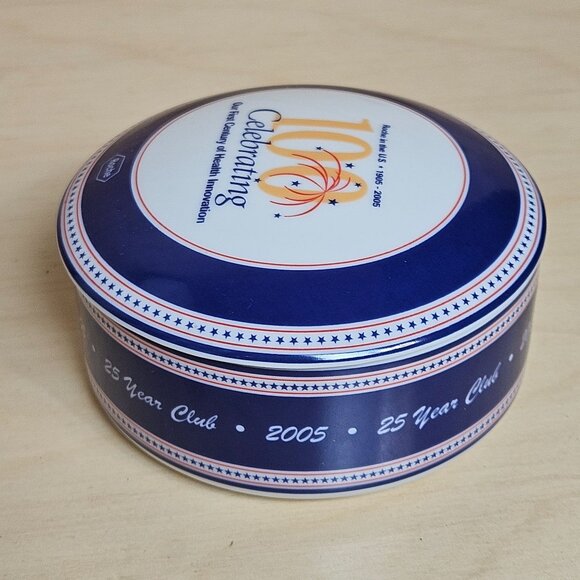 Roche in the U.S. • 1905 - 2005
100
Celebrating
Our First Century of Health Innovation
Roche
25 Year Club • 2005 • 25 Year Club •